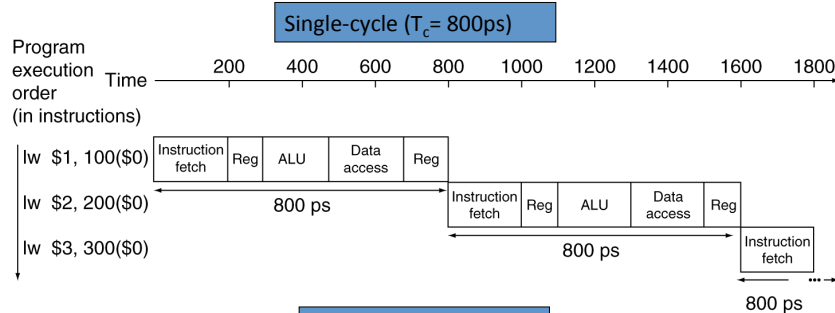 Single-cycle (Tc= 800ps)
Program
execution
order
(in instructions)
Time
200 400 600 800 1000 1200 1400 1600 1800
lw $1, 100($0)
Instruction
fetch
Reg
ALU
Data
access
Reg
800 ps
lw $2, 200($0)
Instruction
fetch
Reg
ALU
Data
access
Reg
800 ps
lw $3, 300($0)
Instruction
fetch
...
800 ps